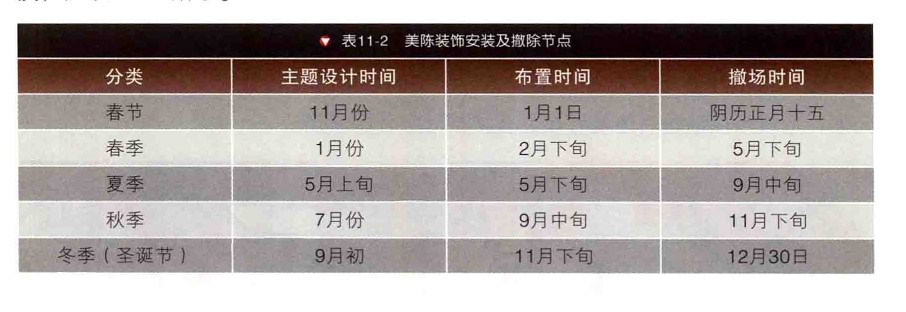 表11-2 美陈装饰安装及撤除节点
分类 主题设计时间 布置时间 撤场时间
春节 11月份 1月1日 阴历正月十五
春季 1月份 2月下旬 5月下旬
夏季 5月上旬 5月下旬 9月中旬
秋季 7月份 9月中旬 11月下旬
冬季（圣诞节） 9月初 11月下旬 12月30日